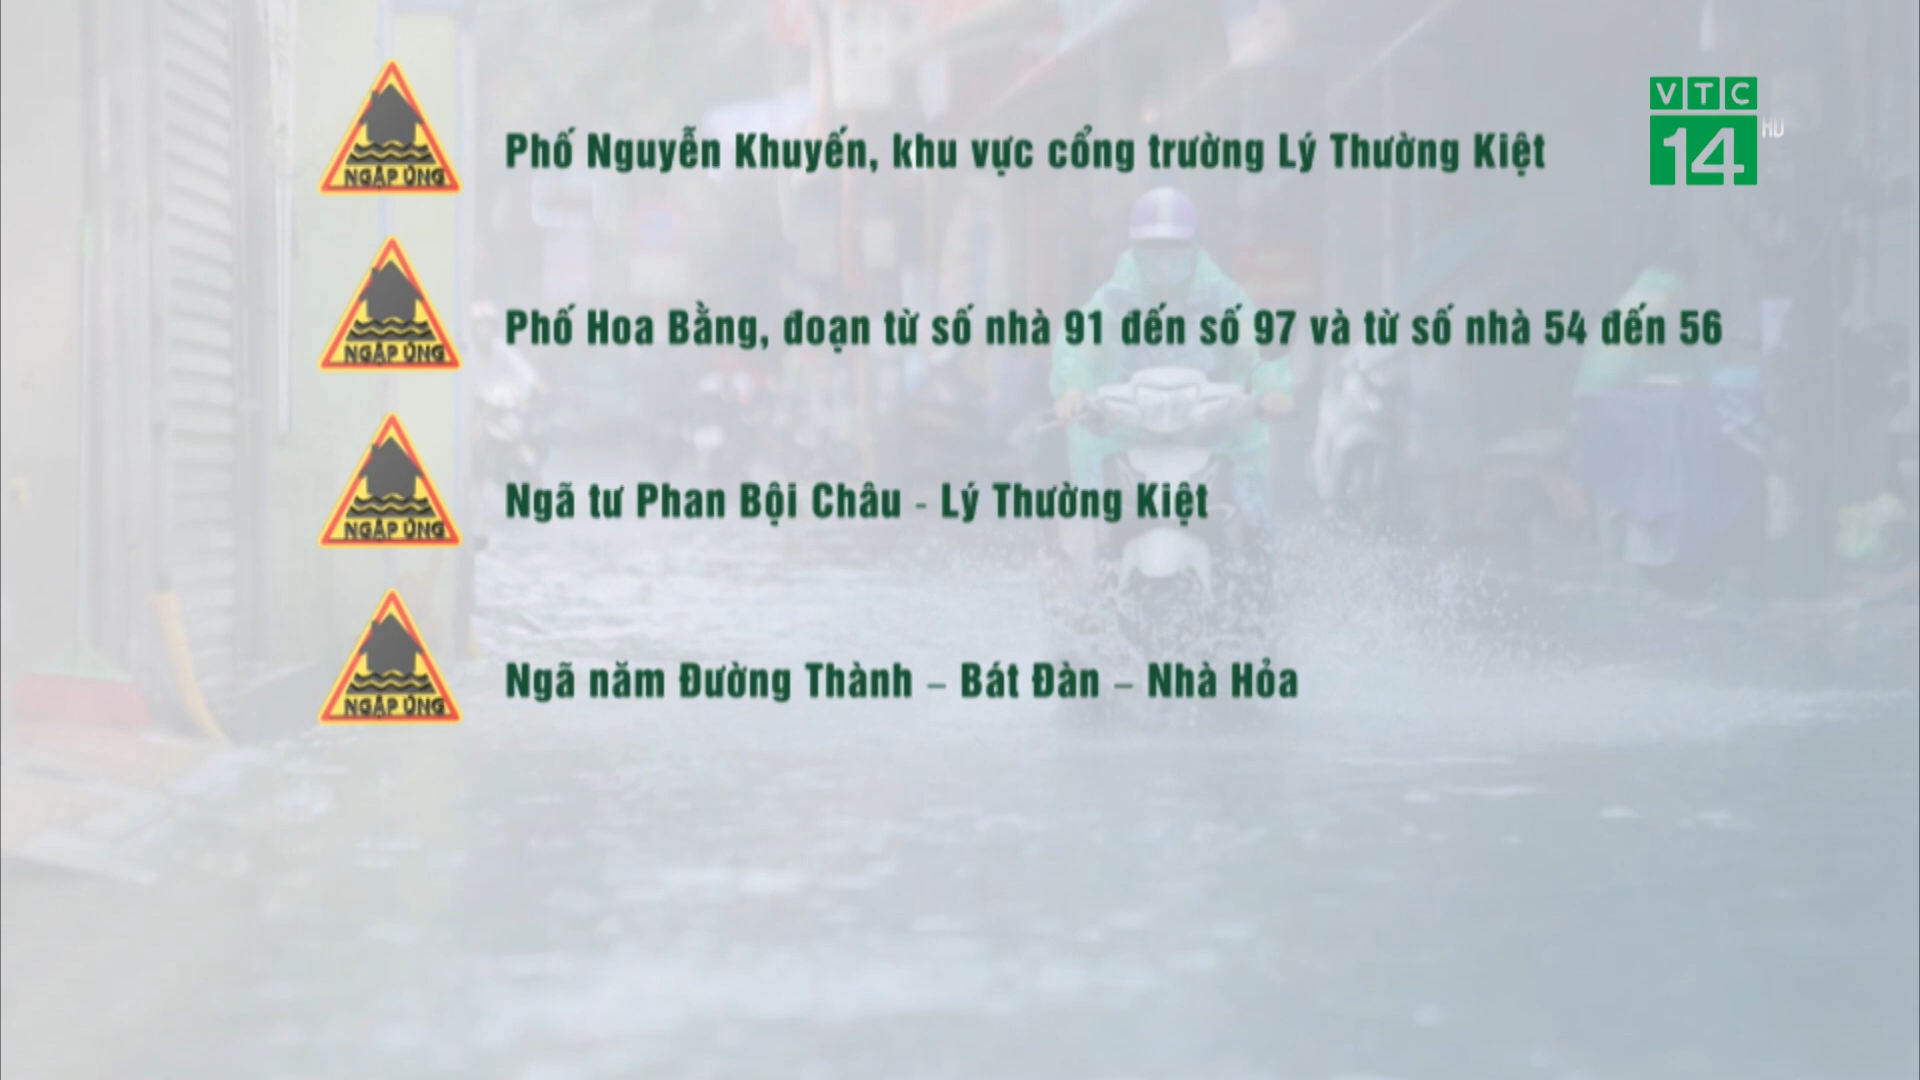 VTC
14
HD
NGẬP ÚNG
Phố Nguyễn Khuyến, khu vực cổng trường Lý Thường Kiệt
NGẬP ÚNG
Phố Hoa Bằng, đoạn từ số nhà 91 đến số 97 và từ số nhà 54 đến 56
NGẬP ÚNG
Ngã tư Phan Bội Châu - Lý Thường Kiệt
NGẬP ÚNG
Ngã năm Đường Thành – Bát Đàn – Nhà Hỏa